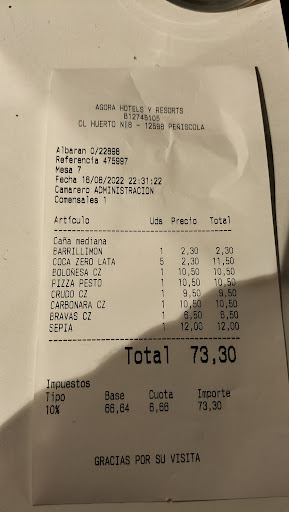 AGORA HOTELS Y RESORTS
B12745105
CL HUERTO Nº8 - 12598 PEÑISCOLA
Albaran O/22898
Referencia 475997
Mesa 7
Fecha 16/08/2022 22:31:22
Camarero ADMINISTRACION
Comensales 1
Artículo Uds Precio Total
Caña mediana
BARRILLIMON 1 2,30 2,30
COCA ZERO LATA 5 2,30 11,50
BOLOÑESA CZ 1 10,50 10,50
PIZZA PESTO 1 10,50 10,50
CRUDO CZ 1 9,50 9,50
CARBONARA CZ 1 10,50 10,50
BRAVAS CZ 1 6,50 6,50
SEPIA 1 12,00 12,00
Total 73,30
Impuestos
Tipo Base Cuota Importe
10% 66,64 6,66 73,30
GRACIAS POR SU VISITA